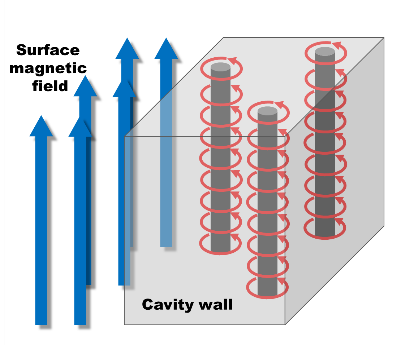 Surface
magnetic
field
Cavity wall